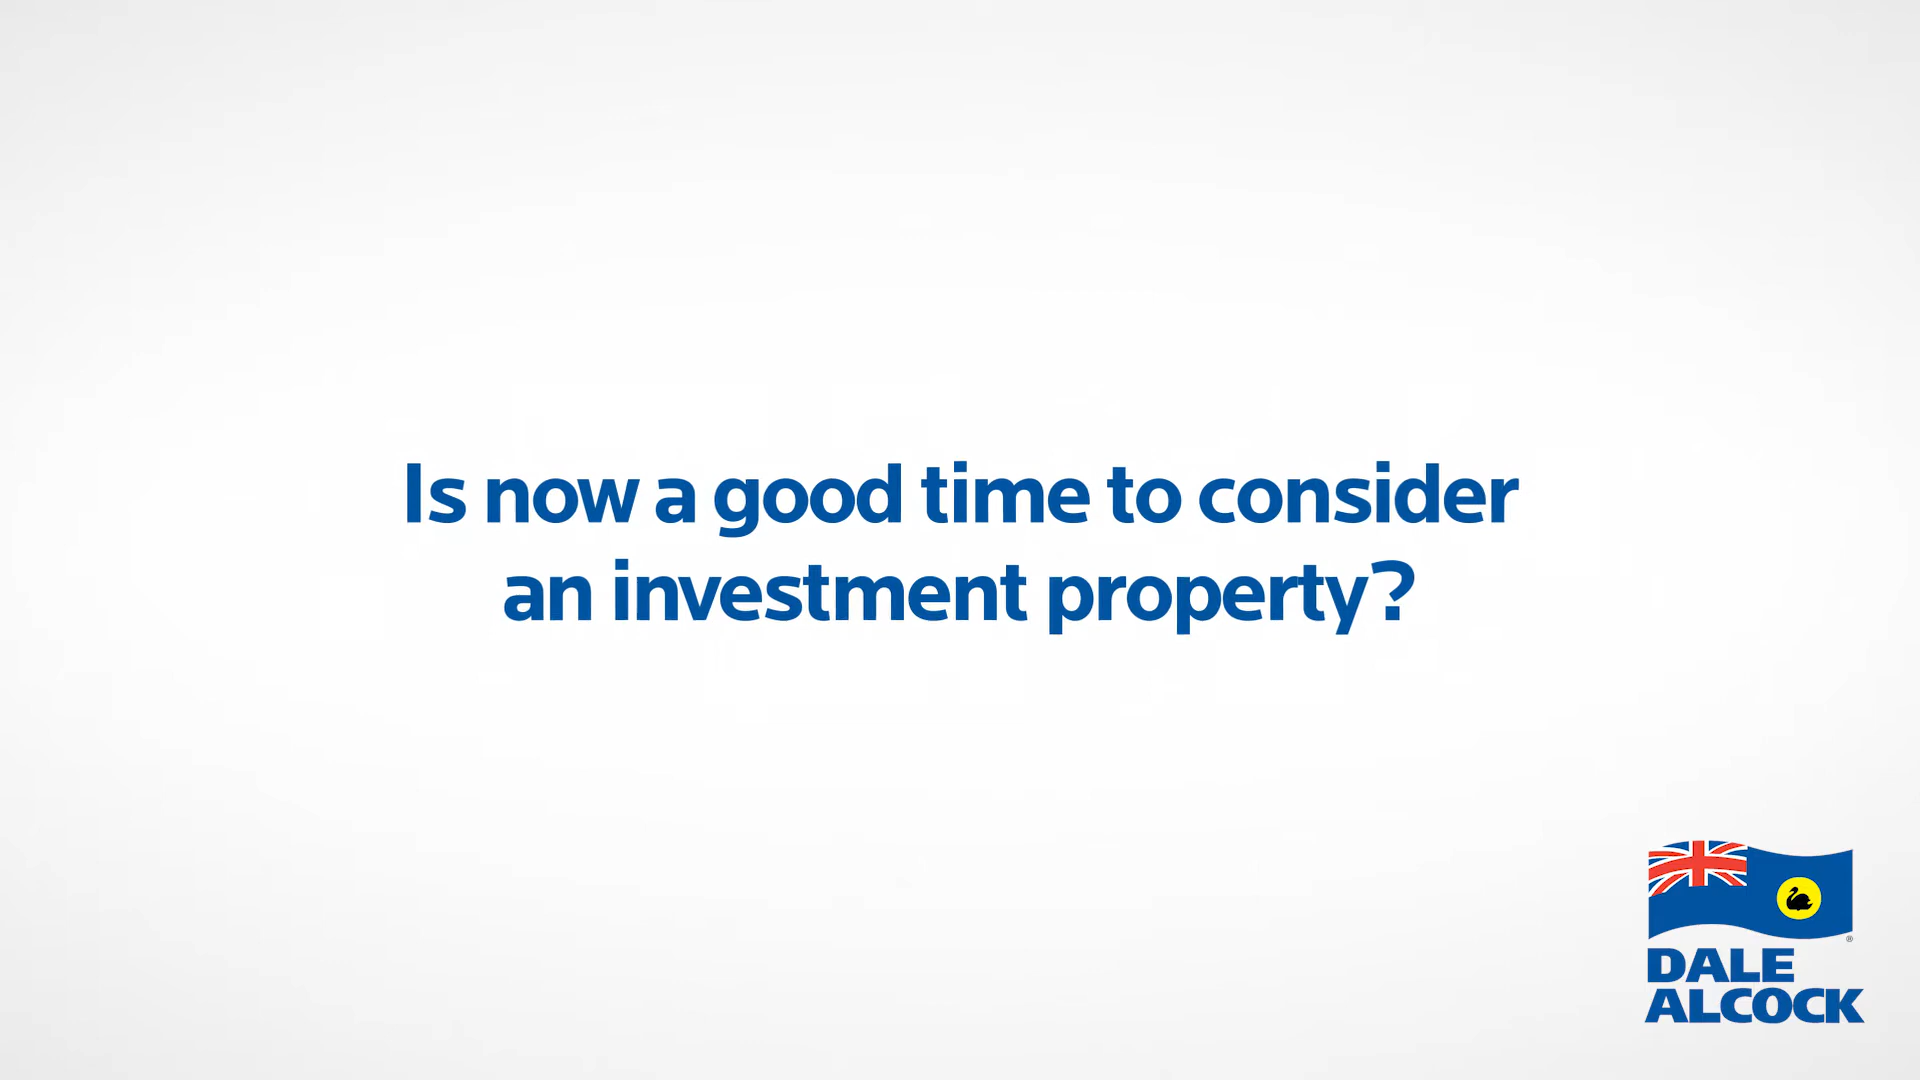 Is now a good time to consider
an investment property?
®
DALE
ALCOCK